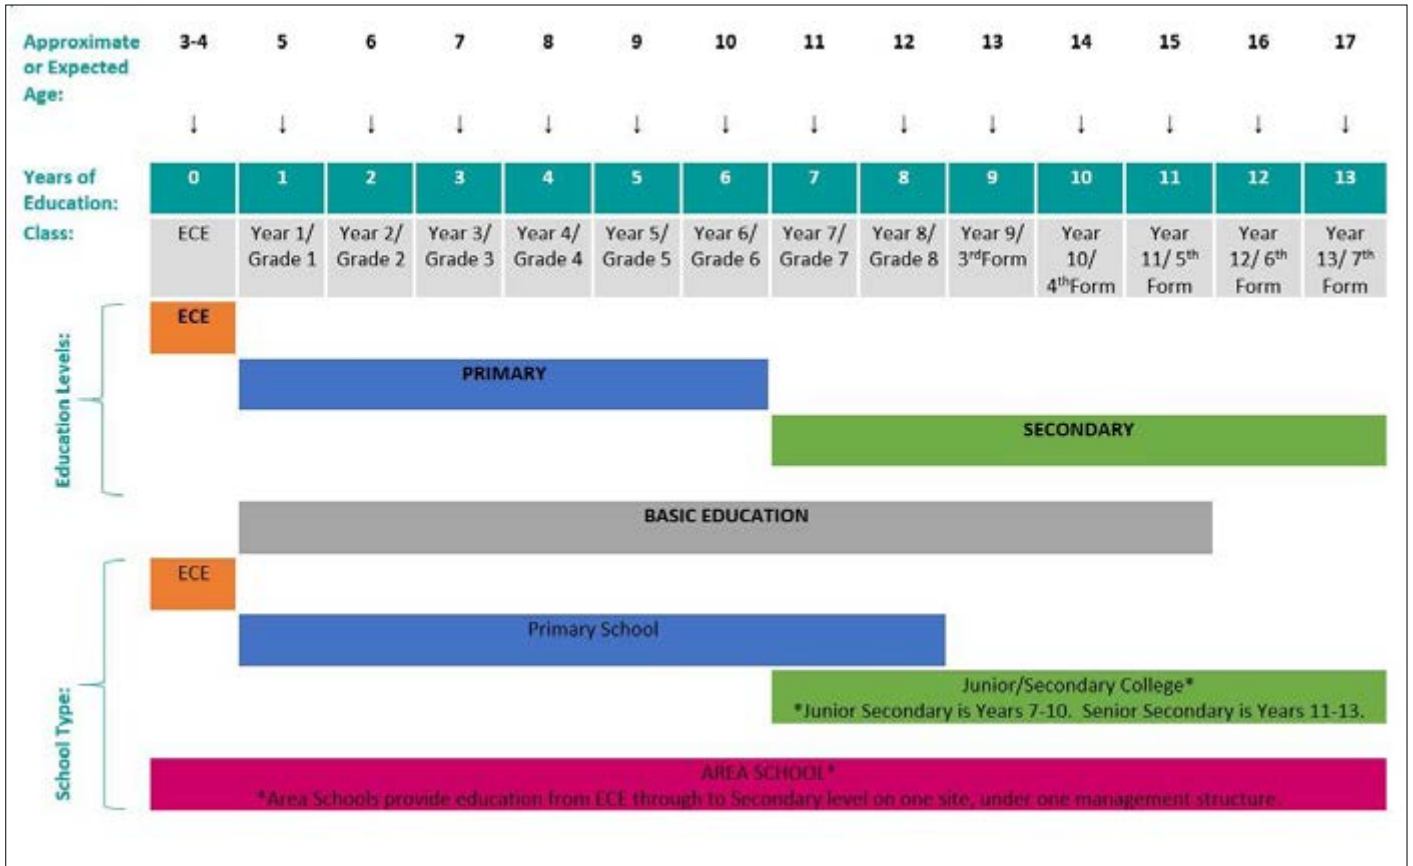 Approximate or Expected Age:
3-4 5 6 7 8 9 10 11 12 13 14 15 16 17
↓ ↓ ↓ ↓ ↓ ↓ ↓ ↓ ↓ ↓ ↓ ↓ ↓ ↓
Years of Education:
0 1 2 3 4 5 6 7 8 9 10 11 12 13
Class:
ECE
Year 1/ Grade 1
Year 2/ Grade 2
Year 3/ Grade 3
Year 4/ Grade 4
Year 5/ Grade 5
Year 6/ Grade 6
Year 7/ Grade 7
Year 8/ Grade 8
Year 9/ 3rdForm
Year 10/ 4thForm
Year 11/ 5th Form
Year 12/ 6th Form
Year 13/ 7th Form
Education Levels:
ECE
PRIMARY
SECONDARY
BASIC EDUCATION
School Type:
ECE
Primary School
Junior/Secondary College*
*Junior Secondary is Years 7-10. Senior Secondary is Years 11-13.
AREA SCHOOL*
*Area Schools provide education from ECE through to Secondary level on one site, under one management structure.